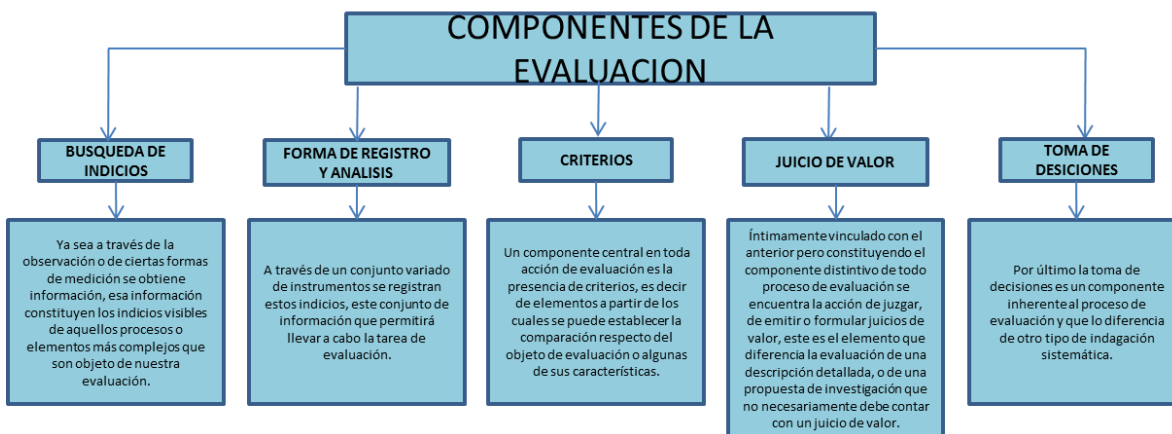 COMPONENTES DE LA
EVALUACION
BUSQUEDA DE
INDICIOS
Ya sea a través de la
observación o de ciertas formas
de medición se obtiene
información, esa información
constituyen los indicios visibles
de aquellos procesos o
elementos más complejos que
son objeto de nuestra
evaluación.
FORMA DE REGISTRO
Y ANALISIS
A través de un conjunto variado
de instrumentos se registran
estos indicios, este conjunto de
información que permitirá
llevar a cabo la tarea de
evaluación.
CRITERIOS
Un componente central en toda
acción de evaluación es la
presencia de criterios, es decir
de elementos a partir de los
cuales se puede establecer la
comparación respecto del
objeto de evaluación o algunas
de sus características.
JUICIO DE VALOR
Íntimamente vinculado con el
anterior pero constituyendo el
componente distintivo de todo
proceso de evaluación se
encuentra la acción de juzgar,
de emitir o formular juicios de
valor, este es el elemento que
diferencia la evaluación de una
descripción detallada, o de una
propuesta de investigación que
no necesariamente debe contar
con un juicio de valor.
TOMA DE
DESICIONES
Por último la toma de
decisiones es un componente
inherente al proceso de
evaluación y que lo diferencia
de otro tipo de indagación
sistemática.